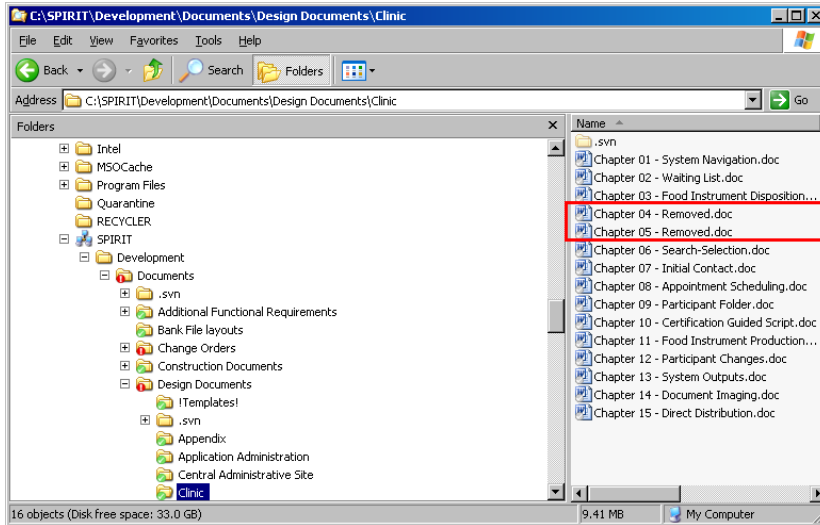 C:\SPIRIT\Development\Documents\Design Documents\Clinic
File Edit View Favorites Tools Help
Back Search Folders
Address C:\SPIRIT\Development\Documents\Design Documents\Clinic Go
Folders
Intel
MSOCache
Program Files
Quarantine
RECYCLER
SPIRIT
Development
Documents
.svn
Additional Functional Requirements
Bank File layouts
Change Orders
Construction Documents
Design Documents
!Templates!
.svn
Appendix
Application Administration
Central Administrative Site
Clinic
Name
.svn
Chapter 01 - System Navigation.doc
Chapter 02 - Waiting List.doc
Chapter 03 - Food Instrument Disposition...
Chapter 04 - Removed.doc
Chapter 05 - Removed.doc
Chapter 06 - Search-Selection.doc
Chapter 07 - Initial Contact.doc
Chapter 08 - Appointment Scheduling.doc
Chapter 09 - Participant Folder.doc
Chapter 10 - Certification Guided Script.doc
Chapter 11 - Food Instrument Production...
Chapter 12 - Participant Changes.doc
Chapter 13 - System Outputs.doc
Chapter 14 - Document Imaging.doc
Chapter 15 - Direct Distribution.doc
16 objects (Disk free space: 33.0 GB) 9.41 MB My Computer